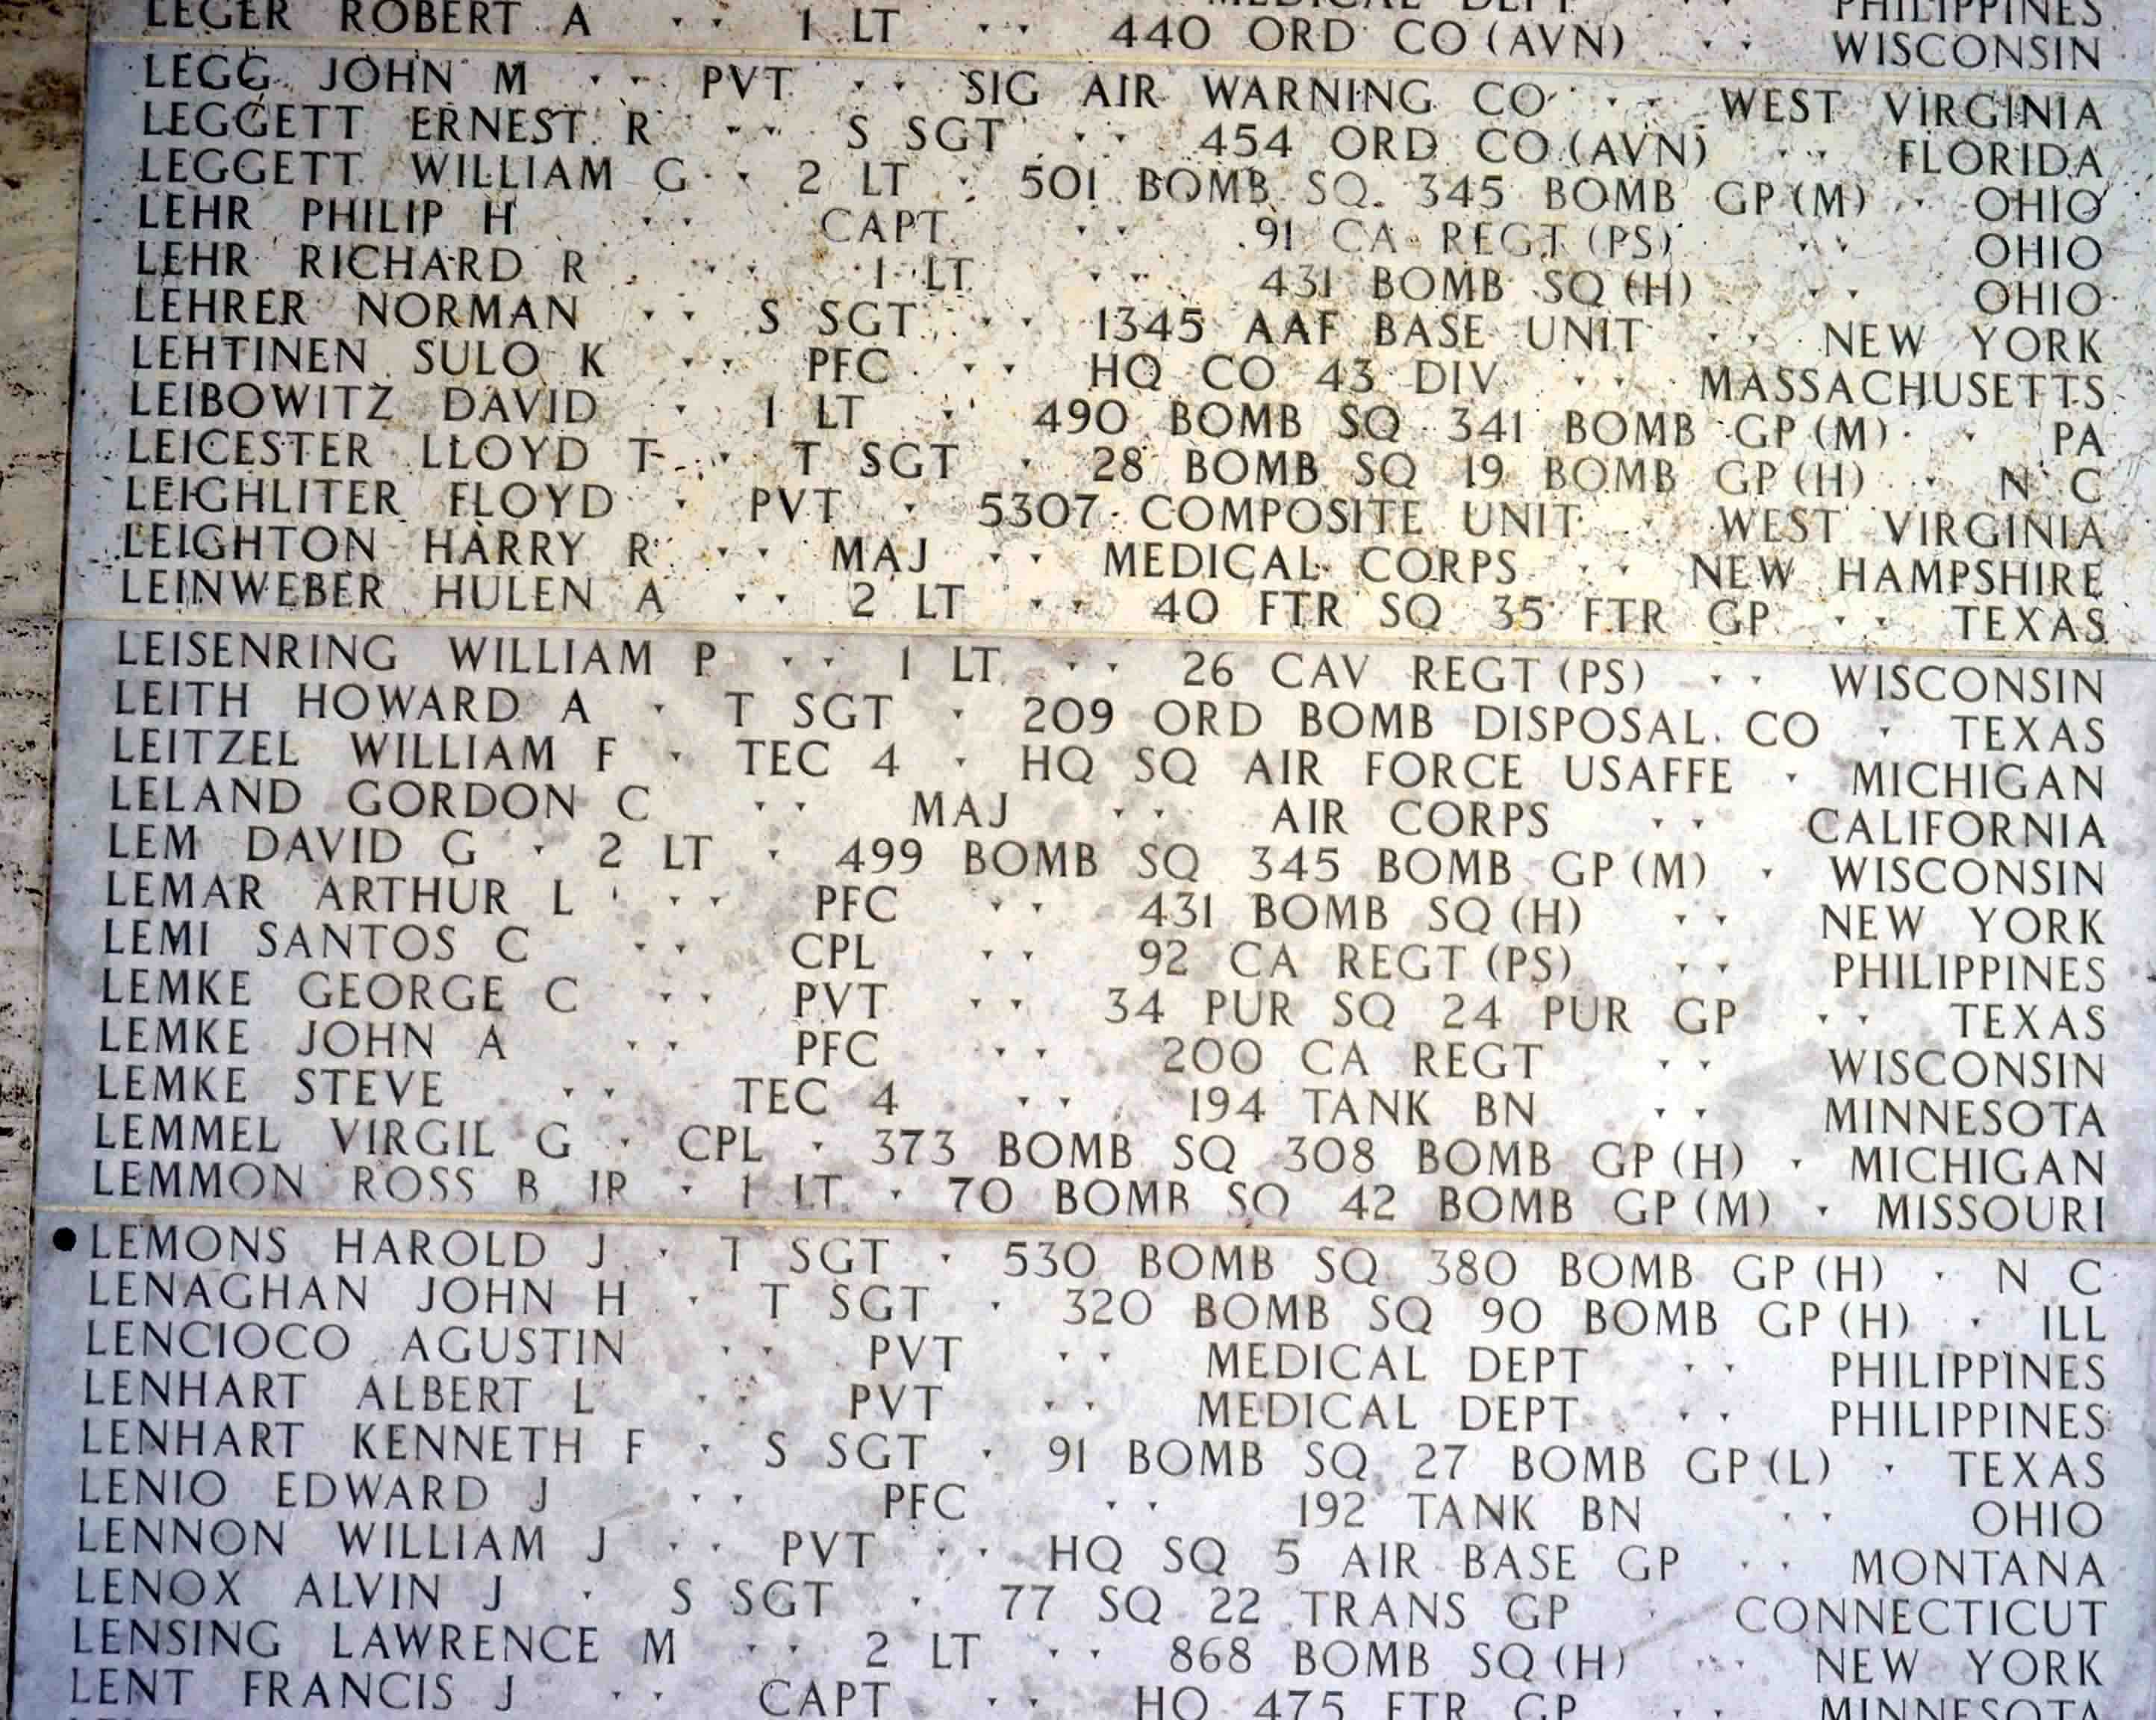 MEDICAL DEPT · · PHILIPPINES
LEGER ROBERT A · · 1 LT · · 440 ORD CO (AVN) · · WISCONSIN
LEGG JOHN M · · PVT · · SIG AIR WARNING CO · · WEST VIRGINIA
LEGGETT ERNEST R · · S SGT · · 454 ORD CO (AVN) · · FLORIDA
LEGGETT WILLIAM G · 2 LT · 501 BOMB SQ 345 BOMB GP (M) · OHIO
LEHR PHILIP H · · CAPT · · 91 CA REGT (PS) · · OHIO
LEHR RICHARD R · · 1 LT · · 431 BOMB SQ (H) · · OHIO
LEHRER NORMAN · · S SGT · · 1345 AAF BASE UNIT · · NEW YORK
LEHTINEN SULO K · · PFC · · HQ CO 43 DIV · · MASSACHUSETTS
LEIBOWITZ DAVID · 1 LT · 490 BOMB SQ 341 BOMB GP (M) · PA
LEICESTER LLOYD T · T SGT · 28 BOMB SQ 19 BOMB GP (H) · N C
LEIGHLITER FLOYD · PVT · 5307 COMPOSITE UNIT · WEST VIRGINIA
LEIGHTON HARRY R · · MAJ · · MEDICAL CORPS · · NEW HAMPSHIRE
LEINWEBER HULEN A · · 2 LT · · 40 FTR SQ 35 FTR GP · · TEXAS
LEISENRING WILLIAM P · · 1 LT · · 26 CAV REGT (PS) · · WISCONSIN
LEITH HOWARD A · T SGT · 209 ORD BOMB DISPOSAL CO · TEXAS
LEITZEL WILLIAM F · TEC 4 · HQ SQ AIR FORCE USAFFE · MICHIGAN
LELAND GORDON C · · MAJ · · AIR CORPS · · CALIFORNIA
LEM DAVID G · 2 LT · 499 BOMB SQ 345 BOMB GP (M) · WISCONSIN
LEMAR ARTHUR L · · PFC · · 431 BOMB SQ (H) · · NEW YORK
LEMI SANTOS C · · CPL · · 92 CA REGT (PS) · · PHILIPPINES
LEMKE GEORGE C · · PVT · · 34 PUR SQ 24 PUR GP · · TEXAS
LEMKE JOHN A · · PFC · · 200 CA REGT · · WISCONSIN
LEMKE STEVE · · TEC 4 · · 194 TANK BN · · MINNESOTA
LEMMEL VIRGIL G · CPL · 373 BOMB SQ 308 BOMB GP (H) · MICHIGAN
LEMMON ROSS B JR · 1 LT · 70 BOMB SQ 42 BOMB GP (M) · MISSOURI
● LEMONS HAROLD J · T SGT · 530 BOMB SQ 380 BOMB GP (H) · N C
LENAGHAN JOHN H · T SGT · 320 BOMB SQ 90 BOMB GP (H) · ILL
LENCIOCO AGUSTIN · · PVT · · MEDICAL DEPT · · PHILIPPINES
LENHART ALBERT L · · PVT · · MEDICAL DEPT · · PHILIPPINES
LENHART KENNETH F · S SGT · 91 BOMB SQ 27 BOMB GP (L) · TEXAS
LENIO EDWARD J · · PFC · · 192 TANK BN · · OHIO
LENNON WILLIAM J · · PVT · · HQ SQ 5 AIR BASE GP · · MONTANA
LENOX ALVIN J · S SGT · 77 SQ 22 TRANS GP · CONNECTICUT
LENSING LAWRENCE M · · 2 LT · · 868 BOMB SQ (H) · · NEW YORK
LENT FRANCIS J · · CAPT · · HQ 475 FTR GP · · MINNESOTA